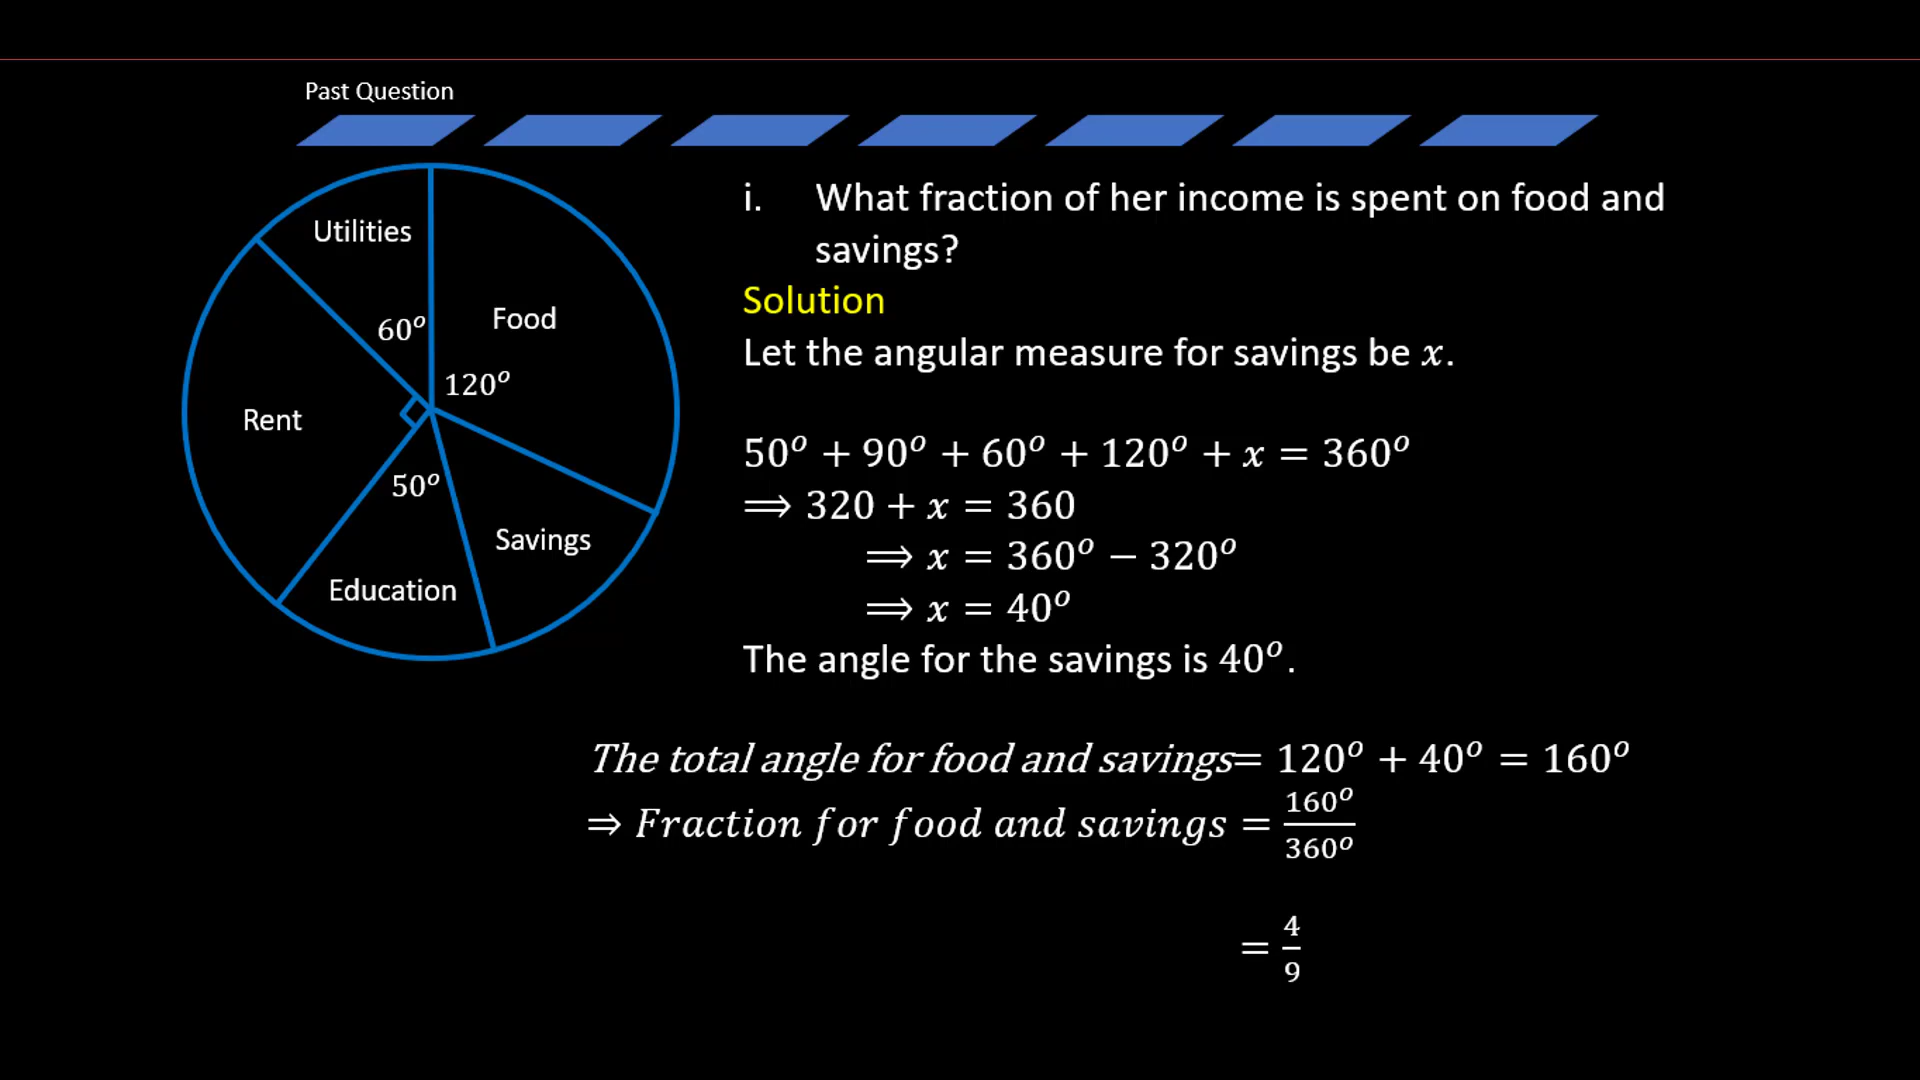 Past Question
Utilities
60°
Food
120°
Rent
50°
Savings
Education
i. What fraction of her income is spent on food and
savings?
Solution
Let the angular measure for savings be x.
50° + 90° + 60° + 120° + x = 360°
⟹ 320 + x = 360
⟹ x = 360° − 320°
⟹ x = 40°
The angle for the savings is 40°.
The total angle for food and savings= 120° + 40° = 160°
⇒ Fraction for food and savings = 160°/360°
= 4/9